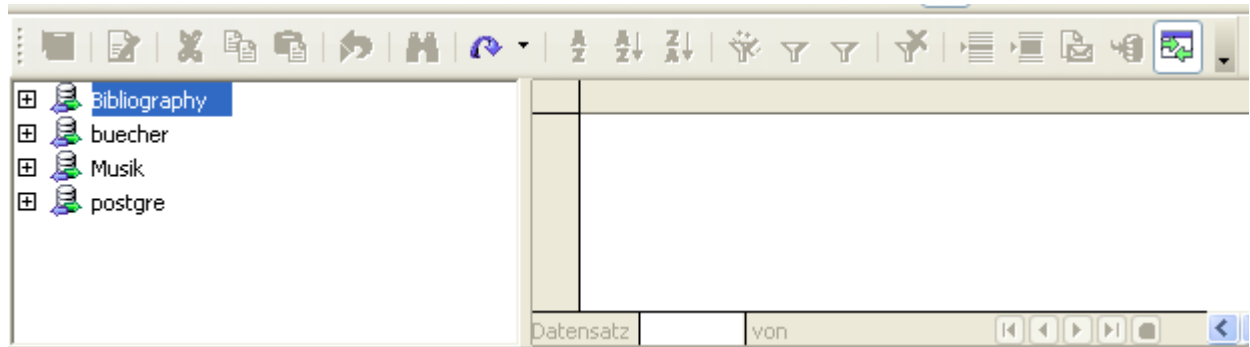 Bibliography
buecher
Musik
postgre
Datensatz von